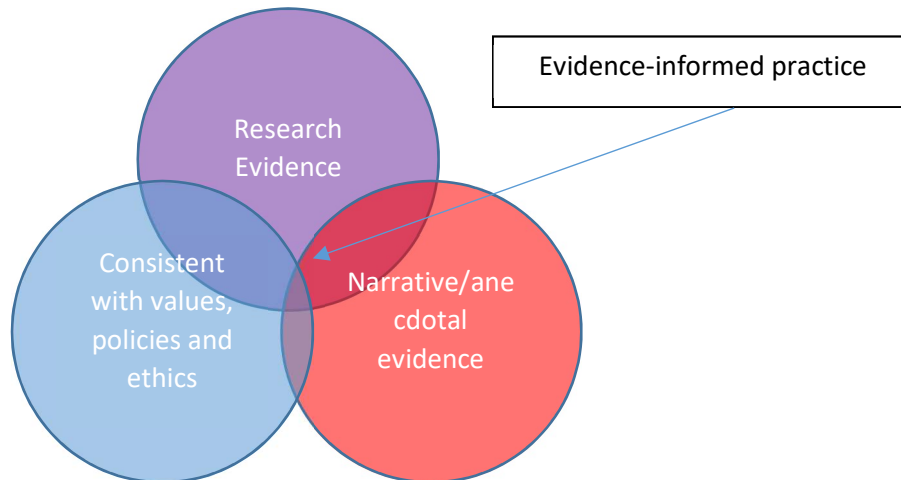 Evidence-informed practice
Research
Evidence
Consistent
with values,
policies and
ethics
Narrative/ane
cdotal
evidence